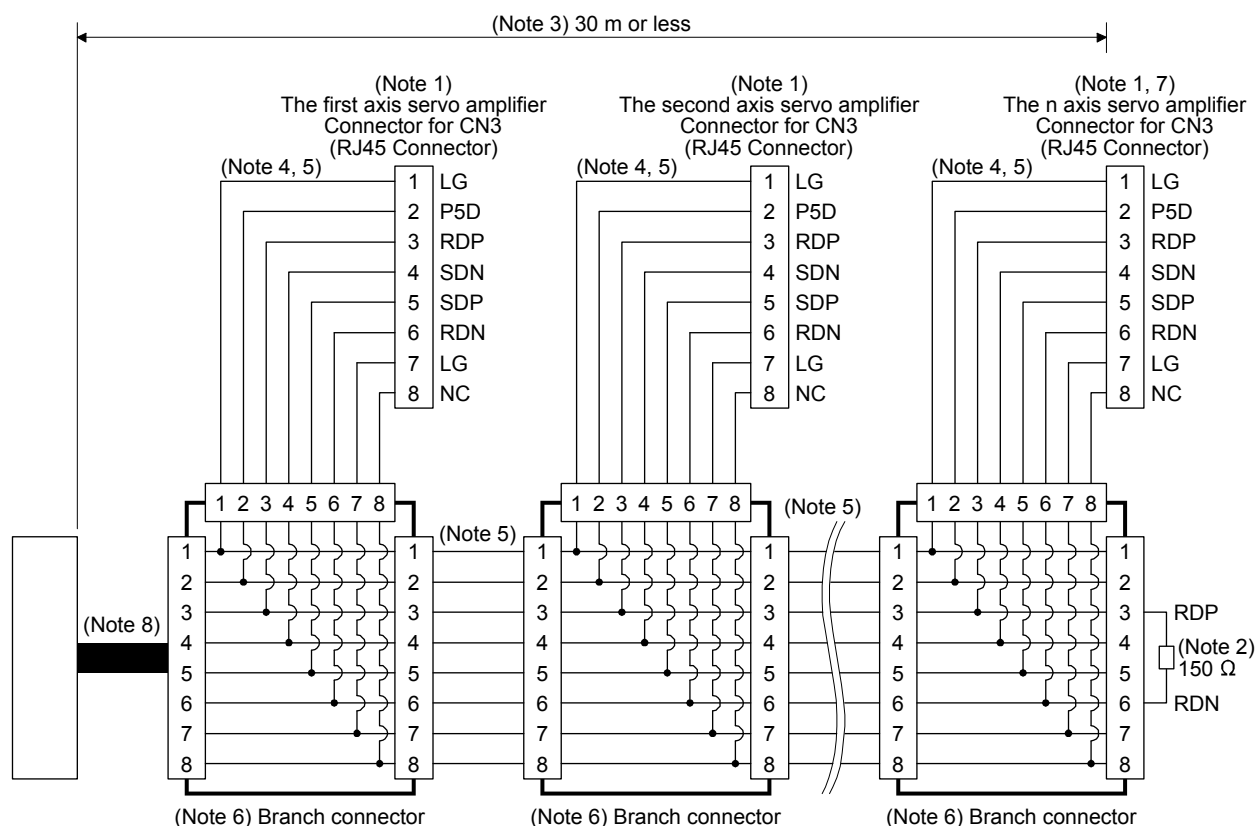 (Note 3) 30 m or less
(Note 1)
The first axis servo amplifier
Connector for CN3
(RJ45 Connector)
(Note 1)
The second axis servo amplifier
Connector for CN3
(RJ45 Connector)
(Note 1, 7)
The n axis servo amplifier
Connector for CN3
(RJ45 Connector)
(Note 4, 5)
1 LG
2 P5D
3 RDP
4 SDN
5 SDP
6 RDN
7 LG
8 NC
(Note 4, 5)
1 LG
2 P5D
3 RDP
4 SDN
5 SDP
6 RDN
7 LG
8 NC
(Note 4, 5)
1 LG
2 P5D
3 RDP
4 SDN
5 SDP
6 RDN
7 LG
8 NC
1 2 3 4 5 6 7 8
1 2 3 4 5 6 7 8
1 2 3 4 5 6 7 8
(Note 5)
(Note 5)
(Note 8)
1
2
3
4
5
6
7
8
1
2
3
4
5
6
7
8
1
2
3
4
5
6
7
8
1
2
3
4
5
6
7
8
1
2
3
4
5
6
7
8
1
2
3
4
5
6
7
8
RDP
(Note 2)
150 Ω
RDN
(Note 6) Branch connector
(Note 6) Branch connector
(Note 6) Branch connector